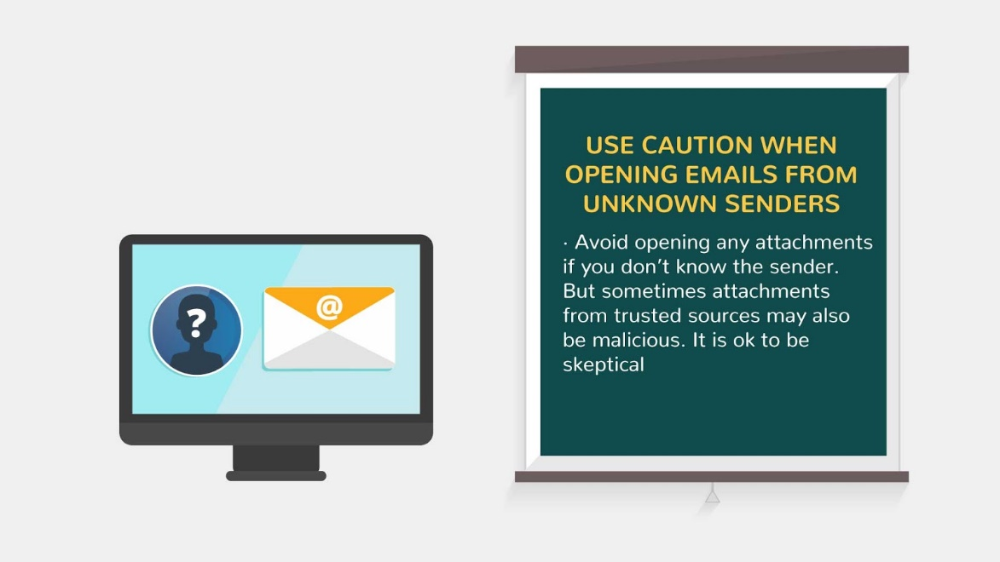 ?
@
USE CAUTION WHEN
OPENING EMAILS FROM
UNKNOWN SENDERS
· Avoid opening any attachments
if you don’t know the sender.
But sometimes attachments
from trusted sources may also
be malicious. It is ok to be
skeptical